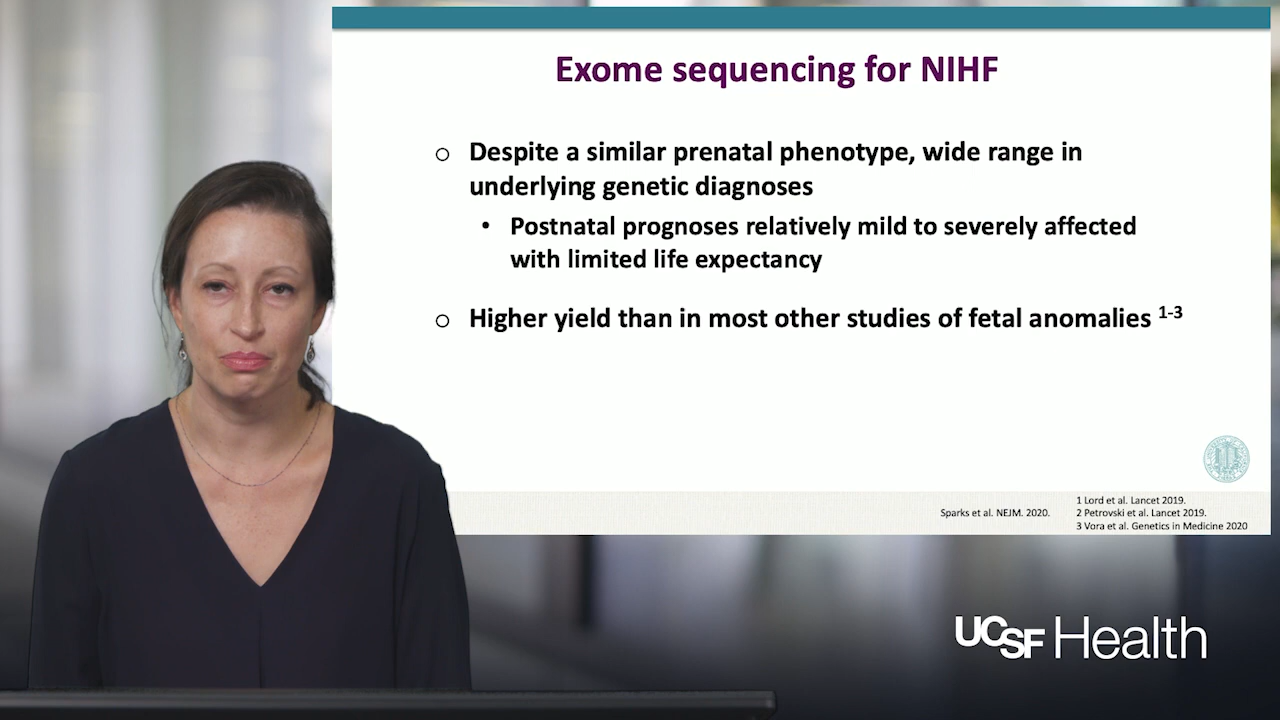 Exome sequencing for NIHF
○ Despite a similar prenatal phenotype, wide range in
underlying genetic diagnoses
• Postnatal prognoses relatively mild to severely affected
with limited life expectancy
○ Higher yield than in most other studies of fetal anomalies 1-3
Sparks et al. NEJM. 2020.
1 Lord et al. Lancet 2019.
2 Petrovski et al. Lancet 2019.
3 Vora et al. Genetics in Medicine 2020
UCSF Health